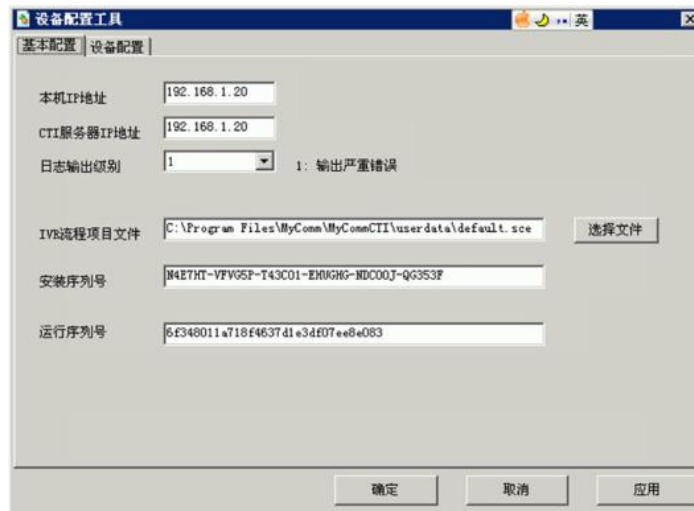 设备配置工具
英
基本配置 设备配置
本机IP地址 192.168.1.20
CTI服务器IP地址 192.168.1.20
日志输出级别 1 1: 输出严重错误
IVR流程项目文件 C:\Program Files\MyComm\MyCommCTI\userdata\default.sce 选择文件
安装序列号 N4E7HT-VFVG5P-T43C01-EHUGHG-NDCOOJ-QG353F
运行序列号 6f348011a718f4637d1e3df07ee8e083
确定 取消 应用